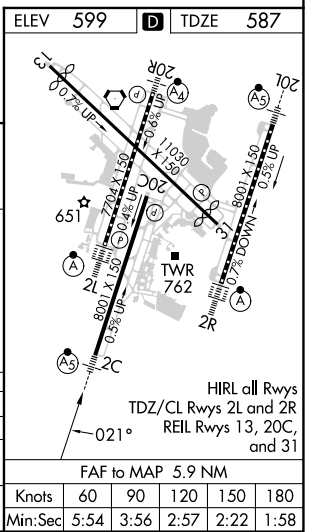 ELEV 599 D TDZE 587
13
20R
A4
20L
A5
P
0.7% UP
0.6% UP
11030 X 150
7704 X 150
20C
0.4% UP
P
P
651
8001 X 150
0.5% UP
31
P
A
2L
TWR
762
8001 X 150
0.5% UP
0.7% DOWN
2R
A
A5
2C
021°
HIRL all Rwys
TDZ/CL Rwys 2L and 2R
REIL Rwys 13, 20C,
and 31
FAF to MAP 5.9 NM
Knots 60 90 120 150 180
Min:Sec 5:54 3:56 2:57 2:22 1:58